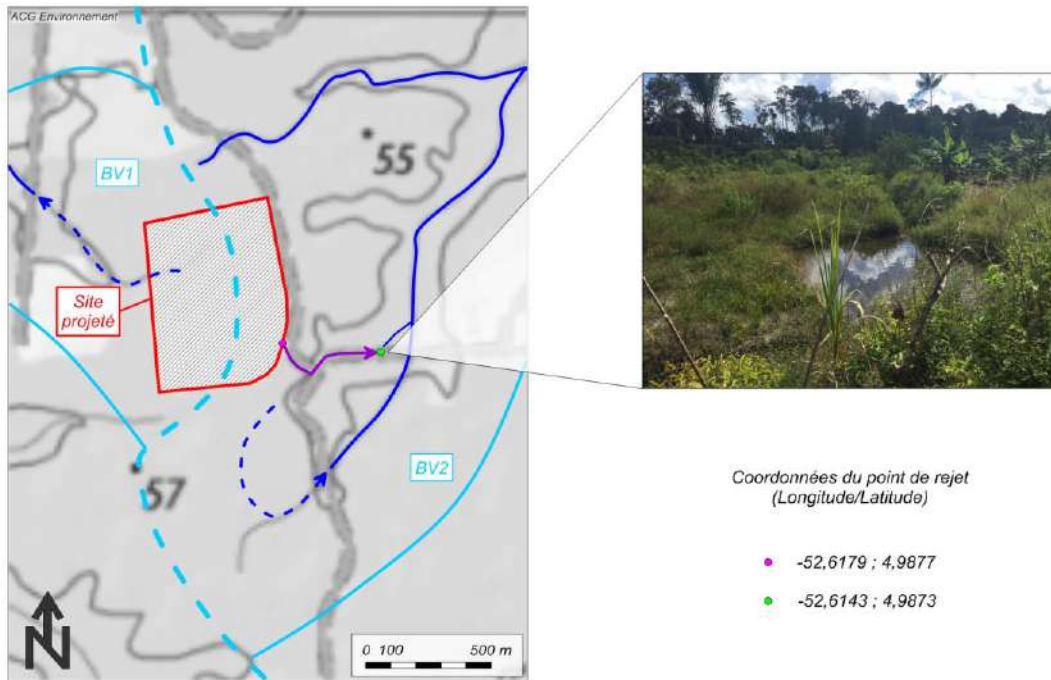 ACG Environnement
55
BV1
Site
projeté
BV2
57
N
0 100 500 m
Coordonnées du point de rejet
(Longitude/Latitude)
-52,6179 ; 4,9877
-52,6143 ; 4,9873